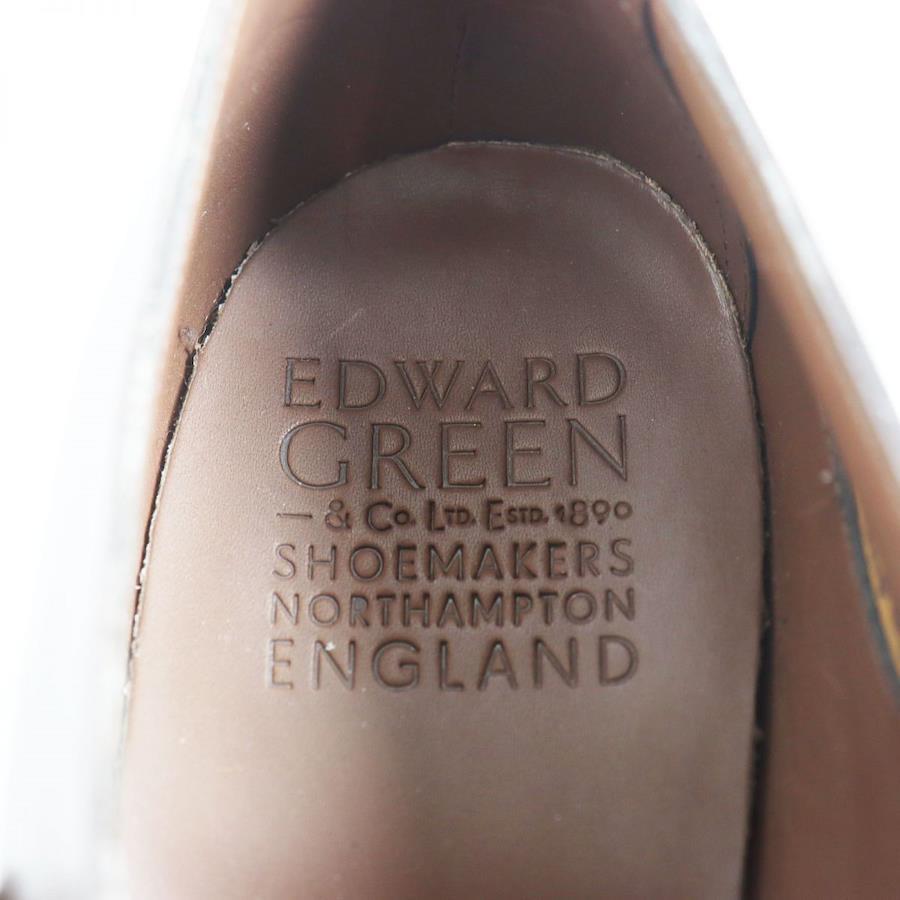 EDWARD
GREEN
— & Co. LTD. ESTD. 1890
SHOEMAKERS
NORTHAMPTON
ENGLAND